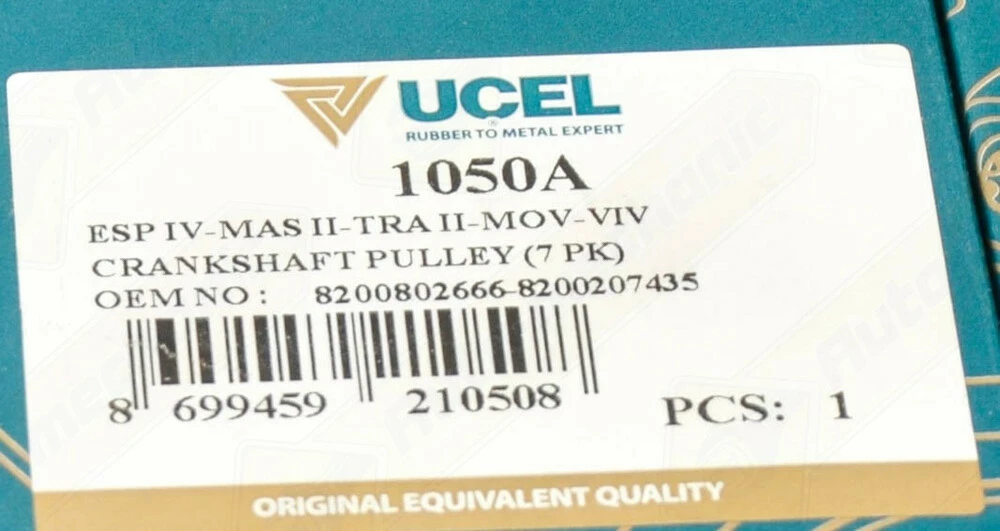 UCEL
®
RUBBER TO METAL EXPERT
1050A
ESP IV-MAS II-TRA II-MOV-VIV
CRANKSHAFT PULLEY (7 PK)
OEM NO : 8200802666-8200207435
8 699459 210508
PCS: 1
ORIGINAL EQUIVALENT QUALITY